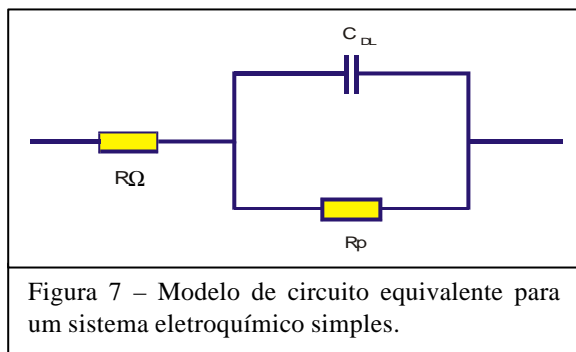 C DL
RΩ
Rp
Figura 7 – Modelo de circuito equivalente para
um sistema eletroquímico simples.